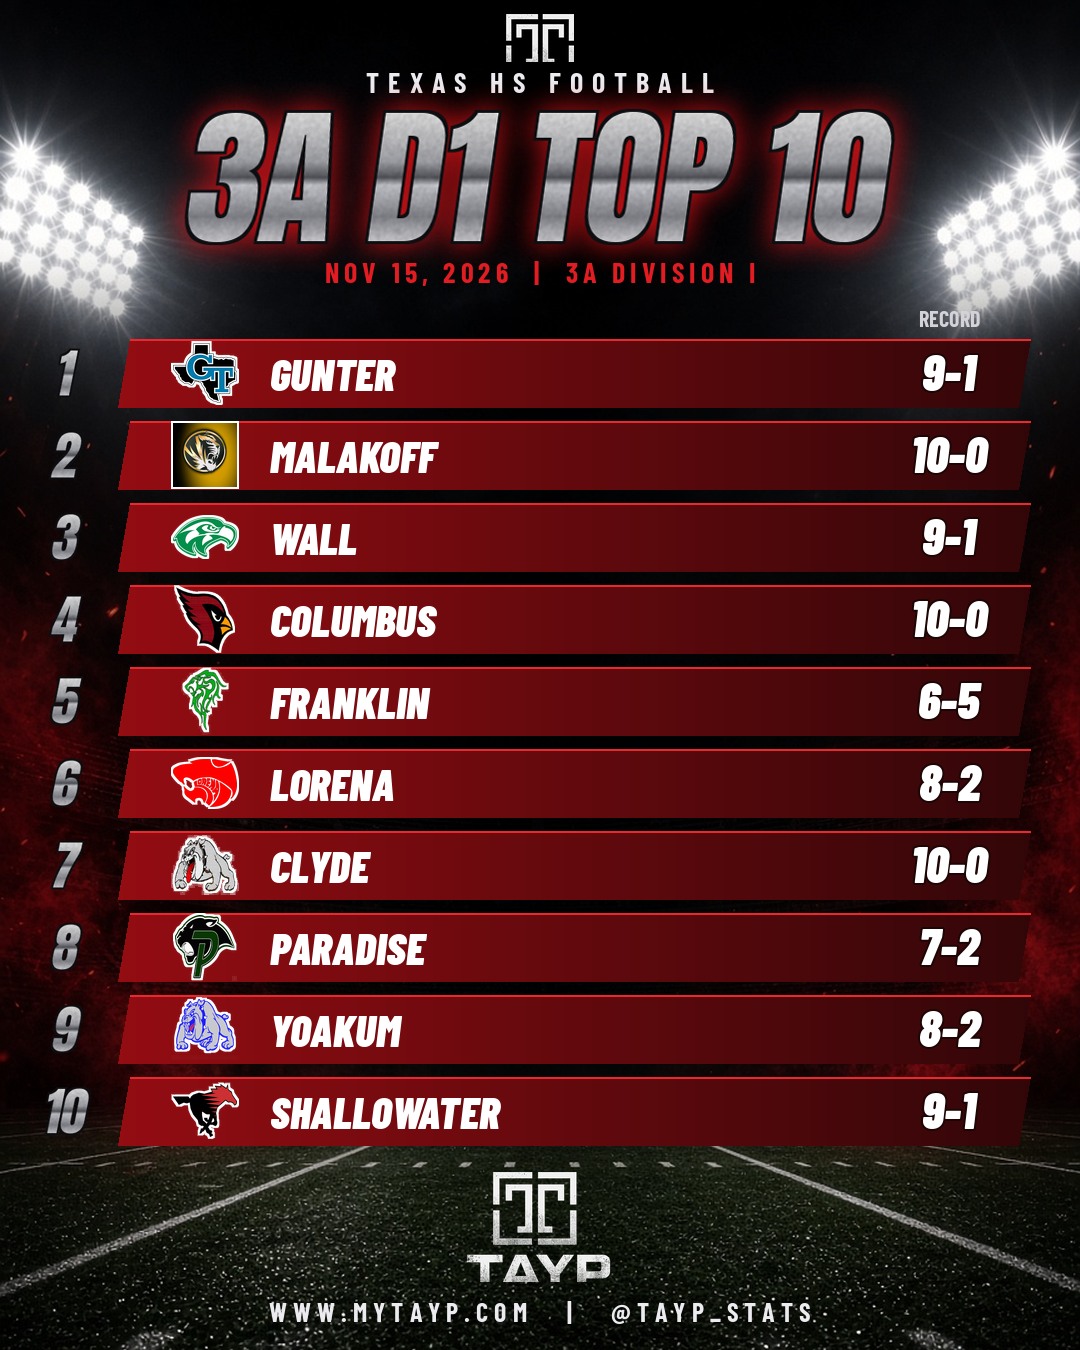 TEXAS HS FOOTBALL
3A D1 TOP 10
NOV 15, 2026 | 3A DIVISION I
RECORD
1 GUNTER 9-1
2 MALAKOFF 10-0
3 WALL 9-1
4 COLUMBUS 10-0
5 FRANKLIN 6-5
6 LORENA 8-2
7 CLYDE 10-0
8 PARADISE 7-2
9 YOAKUM 8-2
10 SHALLOWATER 9-1
TAYP
WWW.MYTAYP.COM | @TAYP_STATS